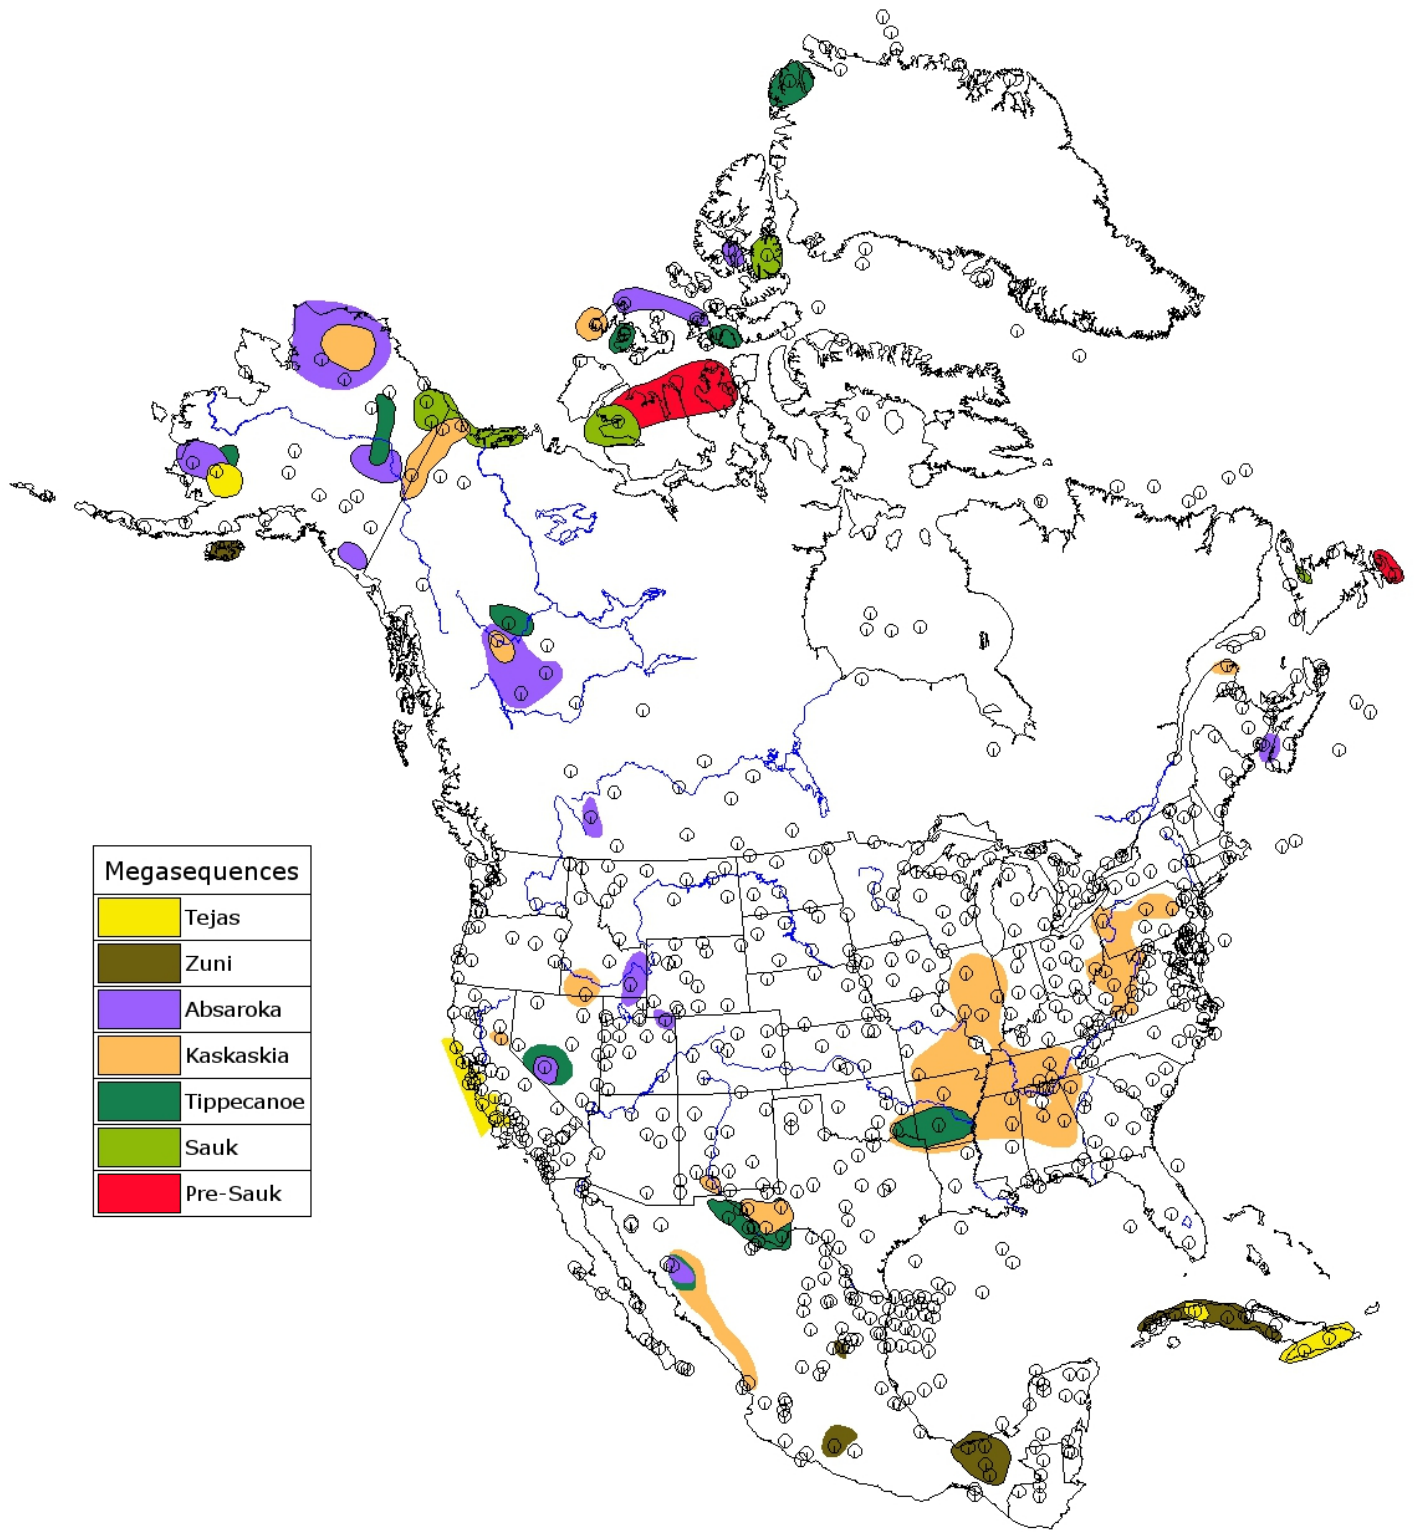 Megasequences
Tejas
Zuni
Absaroka
Kaskaskia
Tippecanoe
Sauk
Pre-Sauk